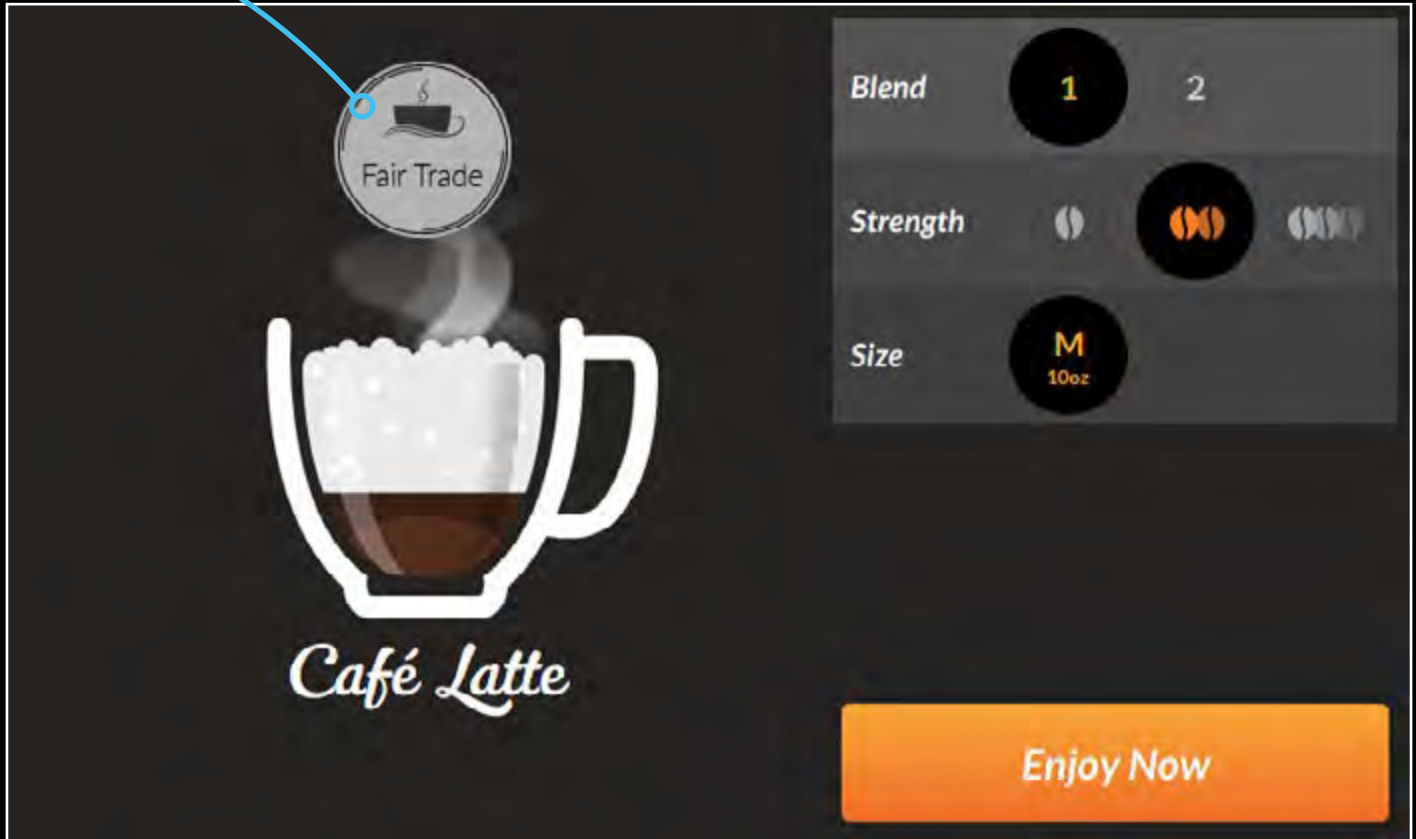 Fair Trade
Café Latte
Blend 1 2
Strength
Size M
10oz
Enjoy Now